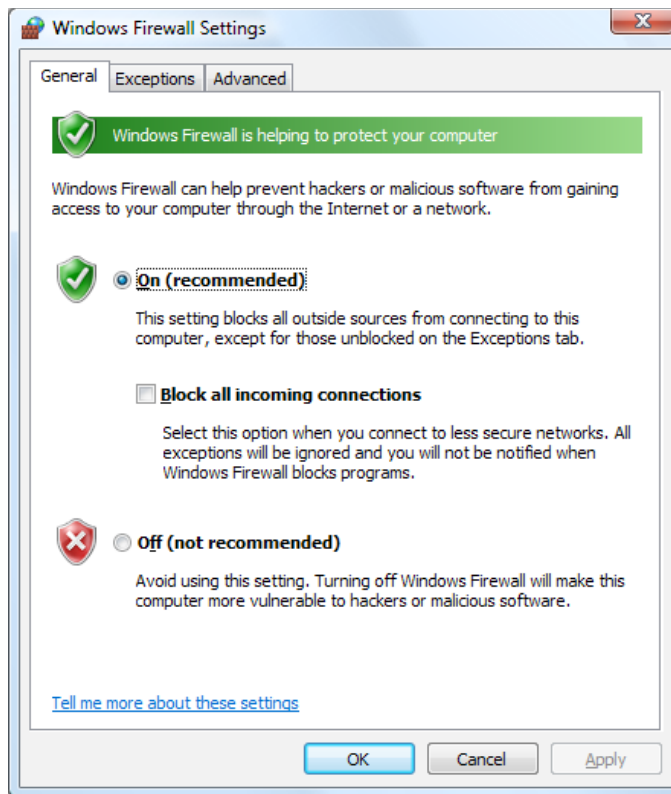 Windows Firewall Settings
General
Exceptions
Advanced
Windows Firewall is helping to protect your computer
Windows Firewall can help prevent hackers or malicious software from gaining
access to your computer through the Internet or a network.
On (recommended)
This setting blocks all outside sources from connecting to this
computer, except for those unblocked on the Exceptions tab.
Block all incoming connections
Select this option when you connect to less secure networks. All
exceptions will be ignored and you will not be notified when
Windows Firewall blocks programs.
Off (not recommended)
Avoid using this setting. Turning off Windows Firewall will make this
computer more vulnerable to hackers or malicious software.
Tell me more about these settings
OK
Cancel
Apply